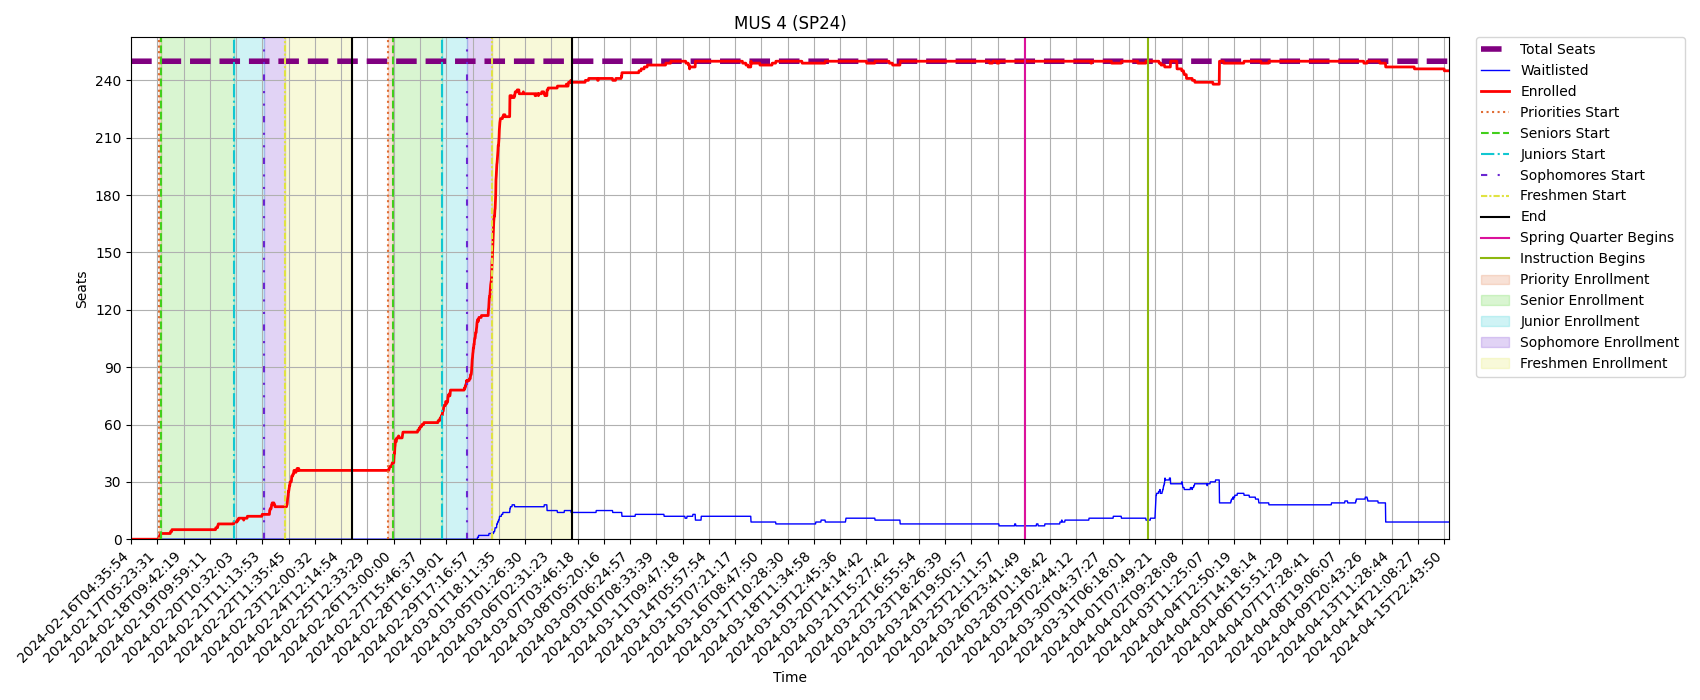 MUS 4 (SP24)
Seats
240
210
180
150
120
90
60
30
0
2024-02-16T04:35:54
2024-02-17T05:23:31
2024-02-18T09:42:19
2024-02-19T09:59:11
2024-02-20T10:32:03
2024-02-21T11:13:53
2024-02-22T11:35:45
2024-02-23T12:00:32
2024-02-24T12:14:54
2024-02-25T12:33:29
2024-02-26T13:00:00
2024-02-27T15:46:37
2024-02-28T16:19:01
2024-02-29T17:16:57
2024-03-01T18:11:35
2024-03-05T01:26:30
2024-03-06T02:31:23
2024-03-07T03:46:18
2024-03-08T05:20:16
2024-03-09T06:24:57
2024-03-10T08:33:39
2024-03-11T09:47:18
2024-03-14T05:57:54
2024-03-15T07:21:17
2024-03-16T08:47:50
2024-03-17T10:28:30
2024-03-18T11:34:58
2024-03-19T12:45:36
2024-03-20T14:14:42
2024-03-21T15:27:42
2024-03-22T16:55:54
2024-03-23T18:26:39
2024-03-24T19:50:57
2024-03-25T21:11:57
2024-03-26T23:41:49
2024-03-28T01:18:42
2024-03-29T02:44:12
2024-03-30T04:37:27
2024-03-31T06:18:01
2024-04-01T07:49:21
2024-04-02T09:28:08
2024-04-03T11:25:07
2024-04-04T12:50:19
2024-04-05T14:18:14
2024-04-06T15:51:29
2024-04-07T17:28:41
2024-04-08T19:06:07
2024-04-09T20:43:26
2024-04-13T11:28:44
2024-04-14T21:08:27
2024-04-15T22:43:50
Time
Total Seats
Waitlisted
Enrolled
Priorities Start
Seniors Start
Juniors Start
Sophomores Start
Freshmen Start
End
Spring Quarter Begins
Instruction Begins
Priority Enrollment
Senior Enrollment
Junior Enrollment
Sophomore Enrollment
Freshmen Enrollment